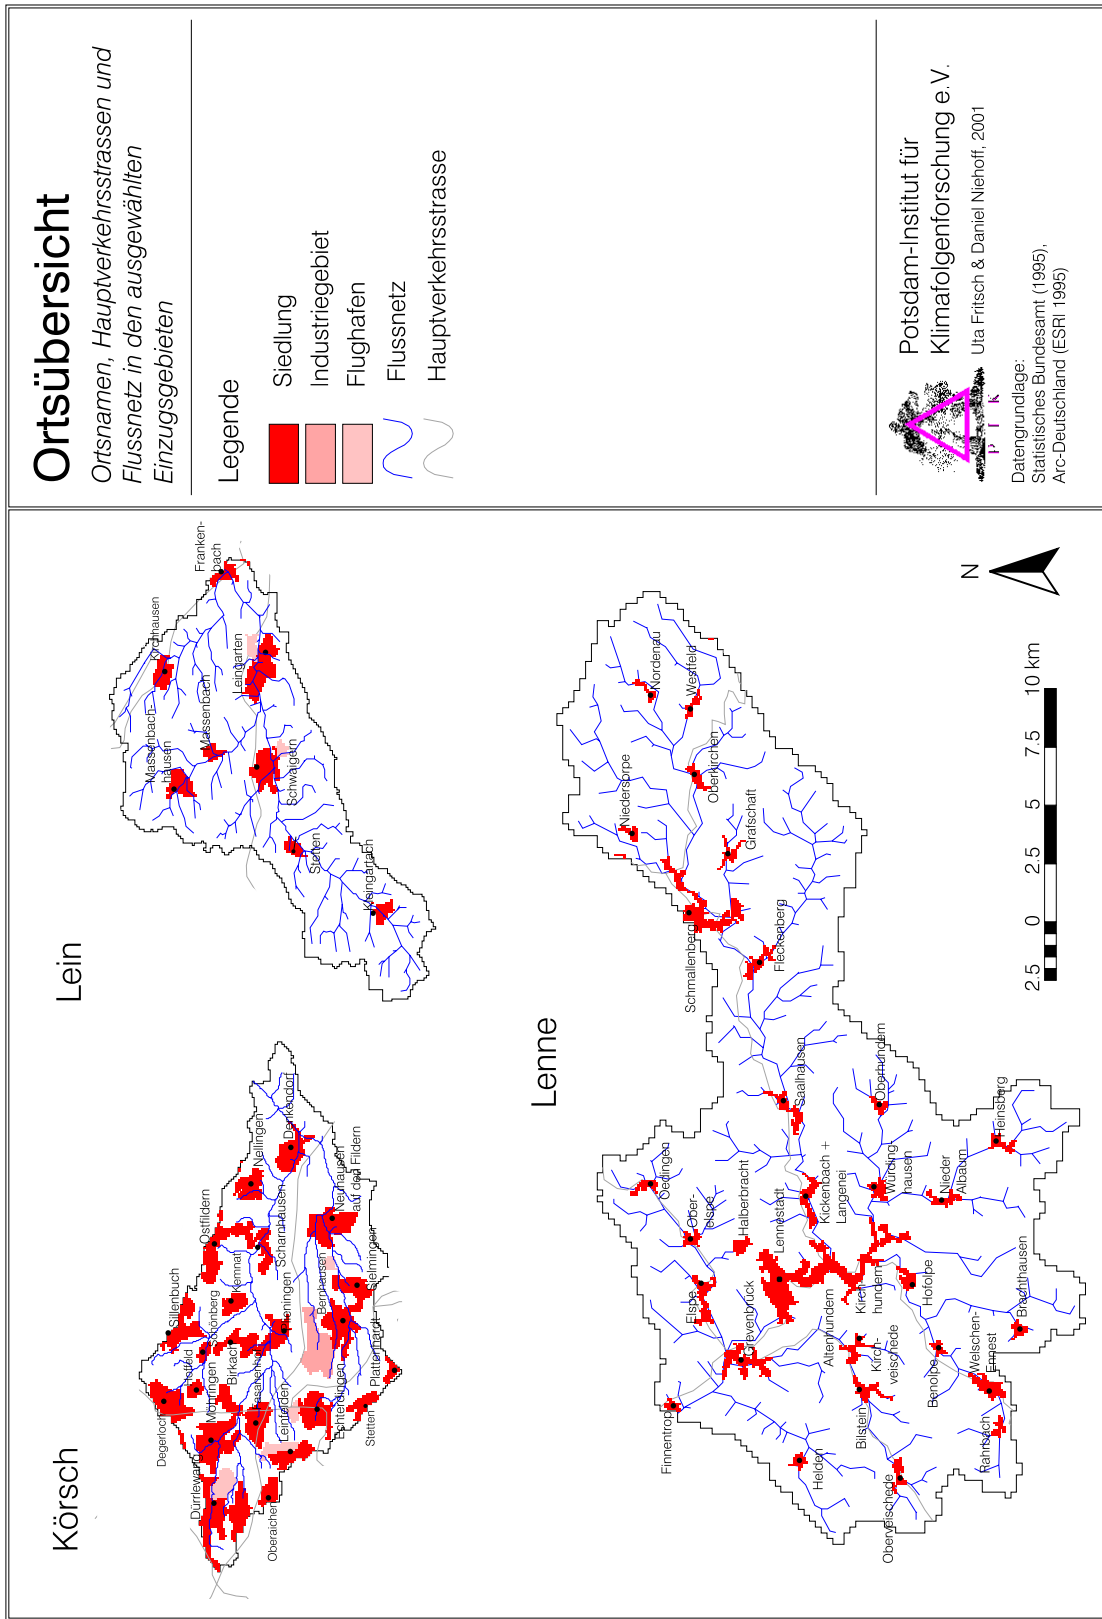 Ortsübersicht
Ortsnamen, Hauptverkehrsstrassen und
Flussnetz in den ausgewählten
Einzugsgebieten
Legende
Siedlung
Industriegebiet
Flughafen
Flussnetz
Hauptverkehrsstrasse
Potsdam-Institut für
Klimafolgenforschung e.V.
Uta Fritsch & Daniel Niehoff, 2001
P I K
Datengrundlage:
Statistisches Bundesamt (1995),
Arc-Deutschland (ESRI 1995)
Körsch
Degerloch
Sillenbuch
Hoffeld
Schönberg
Ostfildern
Dürrlewang
Möhringen
Birkach
Kemnat
Nellingen
Fasanenhof
Scharnhausen
Denkendorf
Oberaichen
Leinfelden
Plieningen
Echterdingen
Bernhausen
Neuhausen
auf den Fildern
Stetten
Plattenhardt
Sielmingen
Lein
Massenbach-
hausen
Massenbach
Kirchhausen
Franken-
bach
Leingarten
Schwaigern
Stetten
Kleingartach
Lenne
Finnentrop
Elspe
Ober-
elspe
Oedingen
Schmallenberg
Niedersorpe
Nordenau
Westfeld
Oberkirchen
Grafschaft
Fleckenberg
Grevenbrück
Halberbracht
Lennestadt
Saalhausen
Helden
Altenhundem
Kickenbach +
Langenei
Bilstein
Kirch-
veischede
Kirch-
hundem
Würding-
hausen
Oberhundem
Oberveischede
Benolpe
Hofolpe
Nieder
Albaum
Rahrbach
Welschen-
Ennest
Brachthausen
Heinsberg
N
2.5 0 2.5 5 7.5 10 km